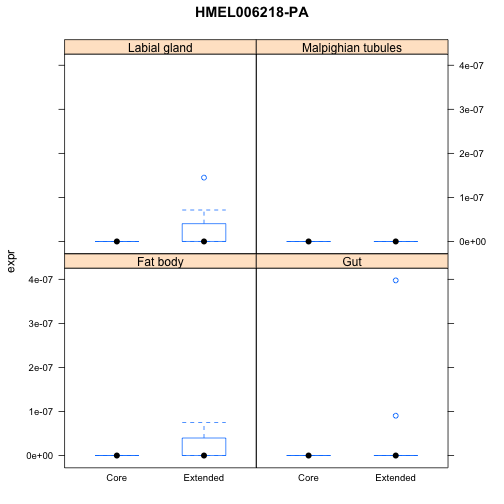 HMEL006218-PA
Labial gland Malpighian tubules
4e-07
3e-07
2e-07
1e-07
0e+00
expr
Fat body Gut
4e-07
3e-07
2e-07
1e-07
0e+00
Core Extended Core Extended